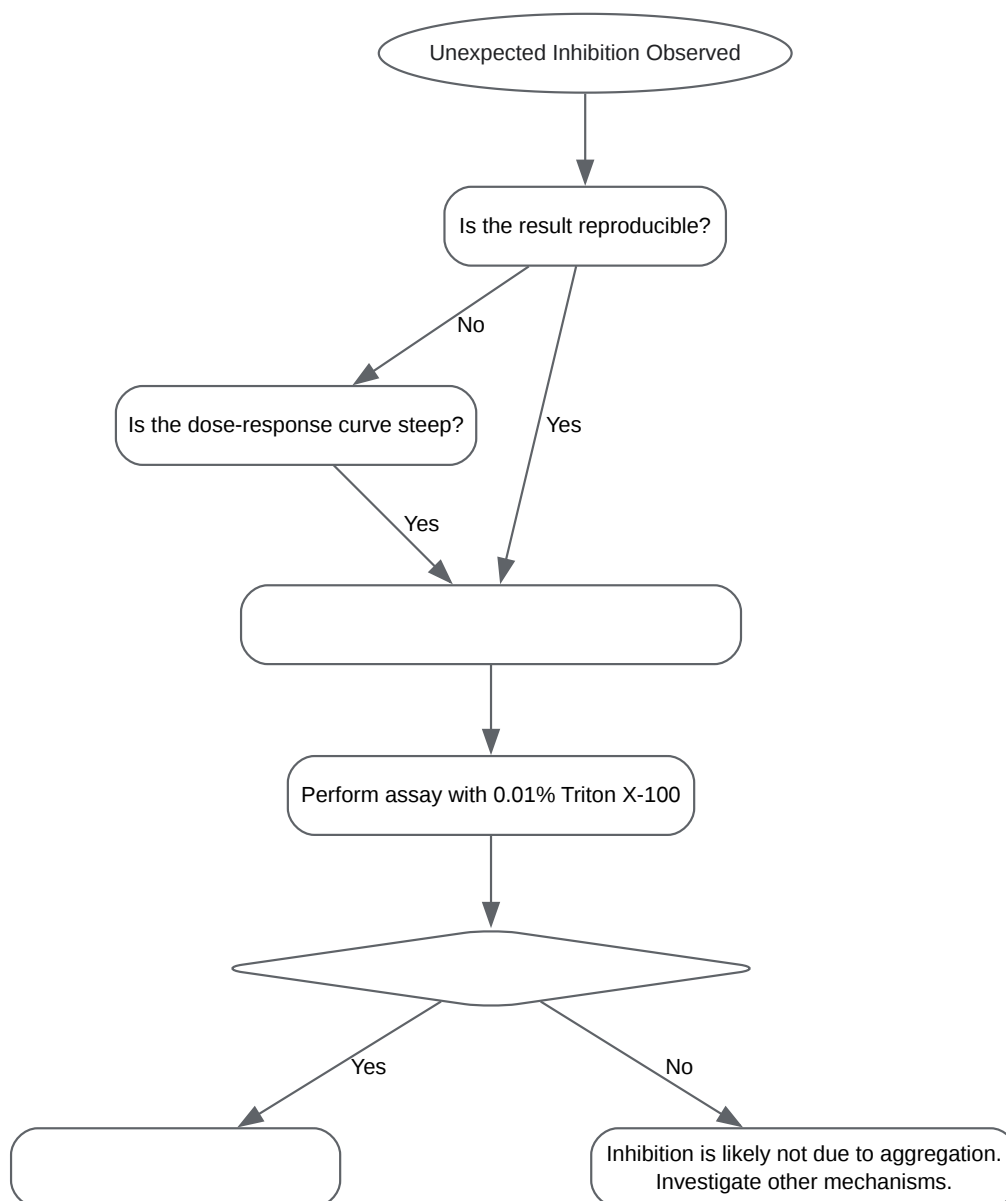 Unexpected Inhibition Observed
Is the result reproducible?
No
Is the dose-response curve steep?
Yes
Yes
Perform assay with 0.01% Triton X-100
Yes
No
Inhibition is likely not due to aggregation.
Investigate other mechanisms.